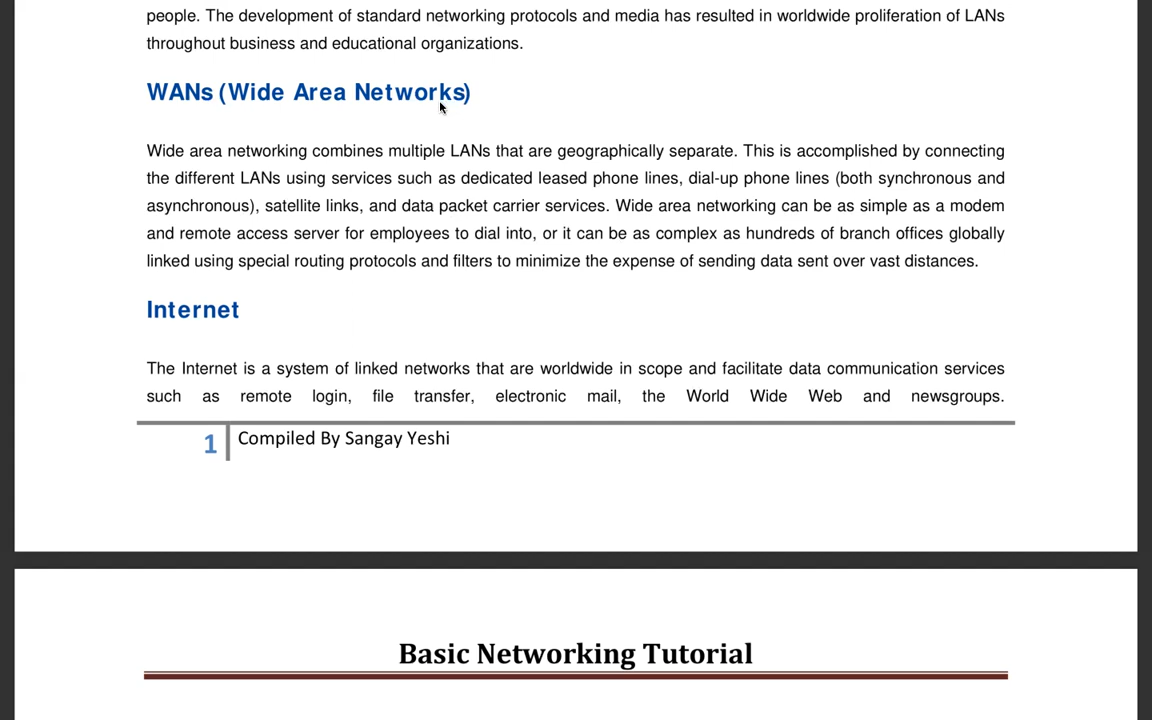 people. The development of standard networking protocols and media has resulted in worldwide proliferation of LANs
throughout business and educational organizations.
WANs (Wide Area Networks)
Wide area networking combines multiple LANs that are geographically separate. This is accomplished by connecting
the different LANs using services such as dedicated leased phone lines, dial-up phone lines (both synchronous and
asynchronous), satellite links, and data packet carrier services. Wide area networking can be as simple as a modem
and remote access server for employees to dial into, or it can be as complex as hundreds of branch offices globally
linked using special routing protocols and filters to minimize the expense of sending data sent over vast distances.
Internet
The Internet is a system of linked networks that are worldwide in scope and facilitate data communication services
such as remote login, file transfer, electronic mail, the World Wide Web and newsgroups.
1 Compiled By Sangay Yeshi
Basic Networking Tutorial